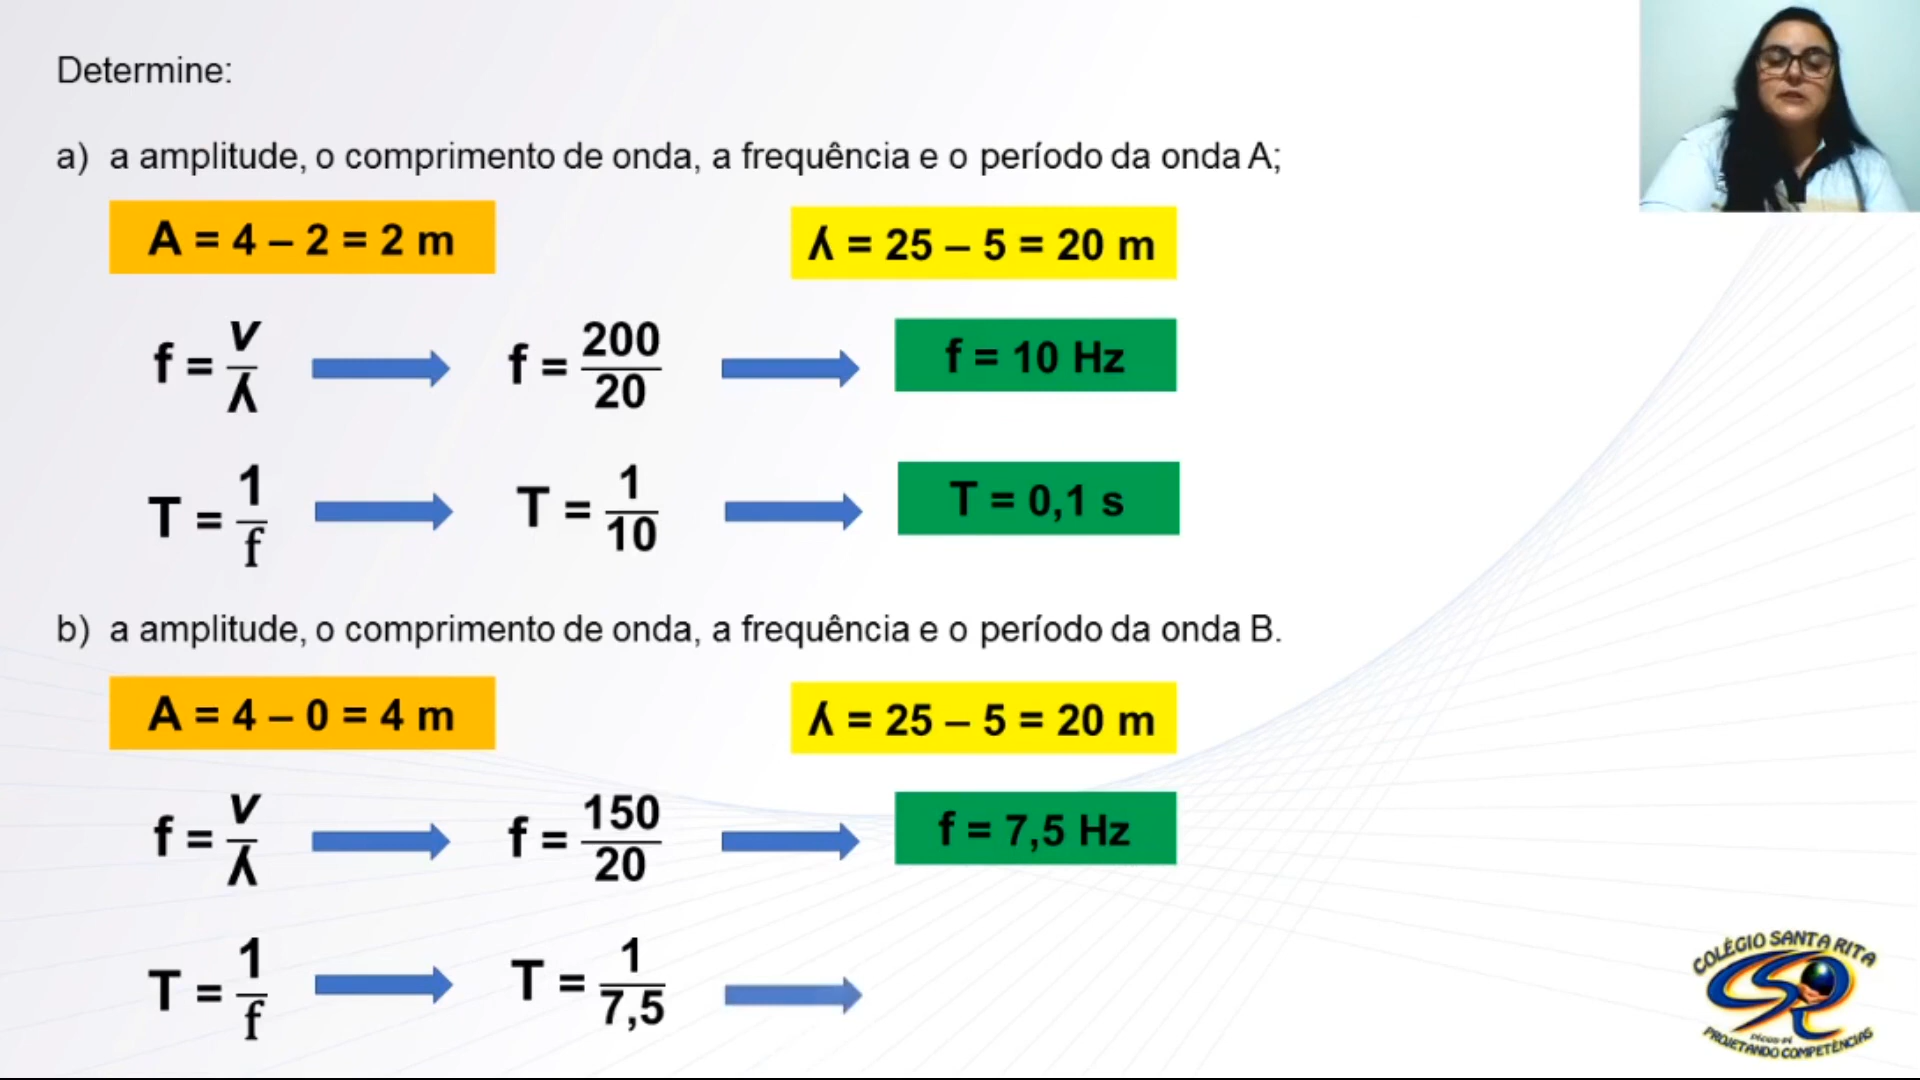 Determine:
a) a amplitude, o comprimento de onda, a frequência e o período da onda A;
A = 4 – 2 = 2 m
ʎ = 25 – 5 = 20 m
f = v/ʎ
f = 200/20
f = 10 Hz
T = 1/f
T = 1/10
T = 0,1 s
b) a amplitude, o comprimento de onda, a frequência e o período da onda B.
A = 4 – 0 = 4 m
ʎ = 25 – 5 = 20 m
f = v/ʎ
f = 150/20
f = 7,5 Hz
T = 1/f
T = 1/7,5
COLÉGIO SANTA RITA
PROJETANDO COMPETÊNCIAS